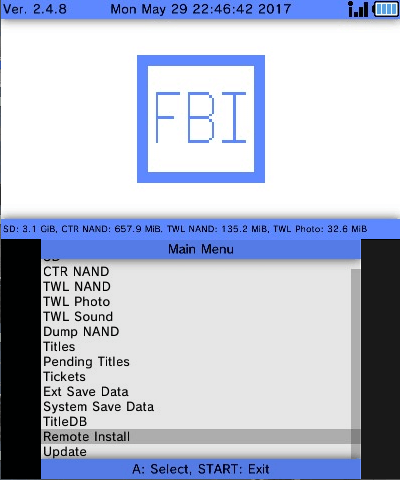 Ver. 2.4.8 Mon May 29 22:46:42 2017
FBI
SD: 3.1 GiB, CTR NAND: 657.9 MiB, TWL NAND: 135.2 MiB, TWL Photo: 32.6 MiB
Main Menu
SD
CTR NAND
TWL NAND
TWL Photo
TWL Sound
Dump NAND
Titles
Pending Titles
Tickets
Ext Save Data
System Save Data
TitleDB
Remote Install
Update
A: Select, START: Exit